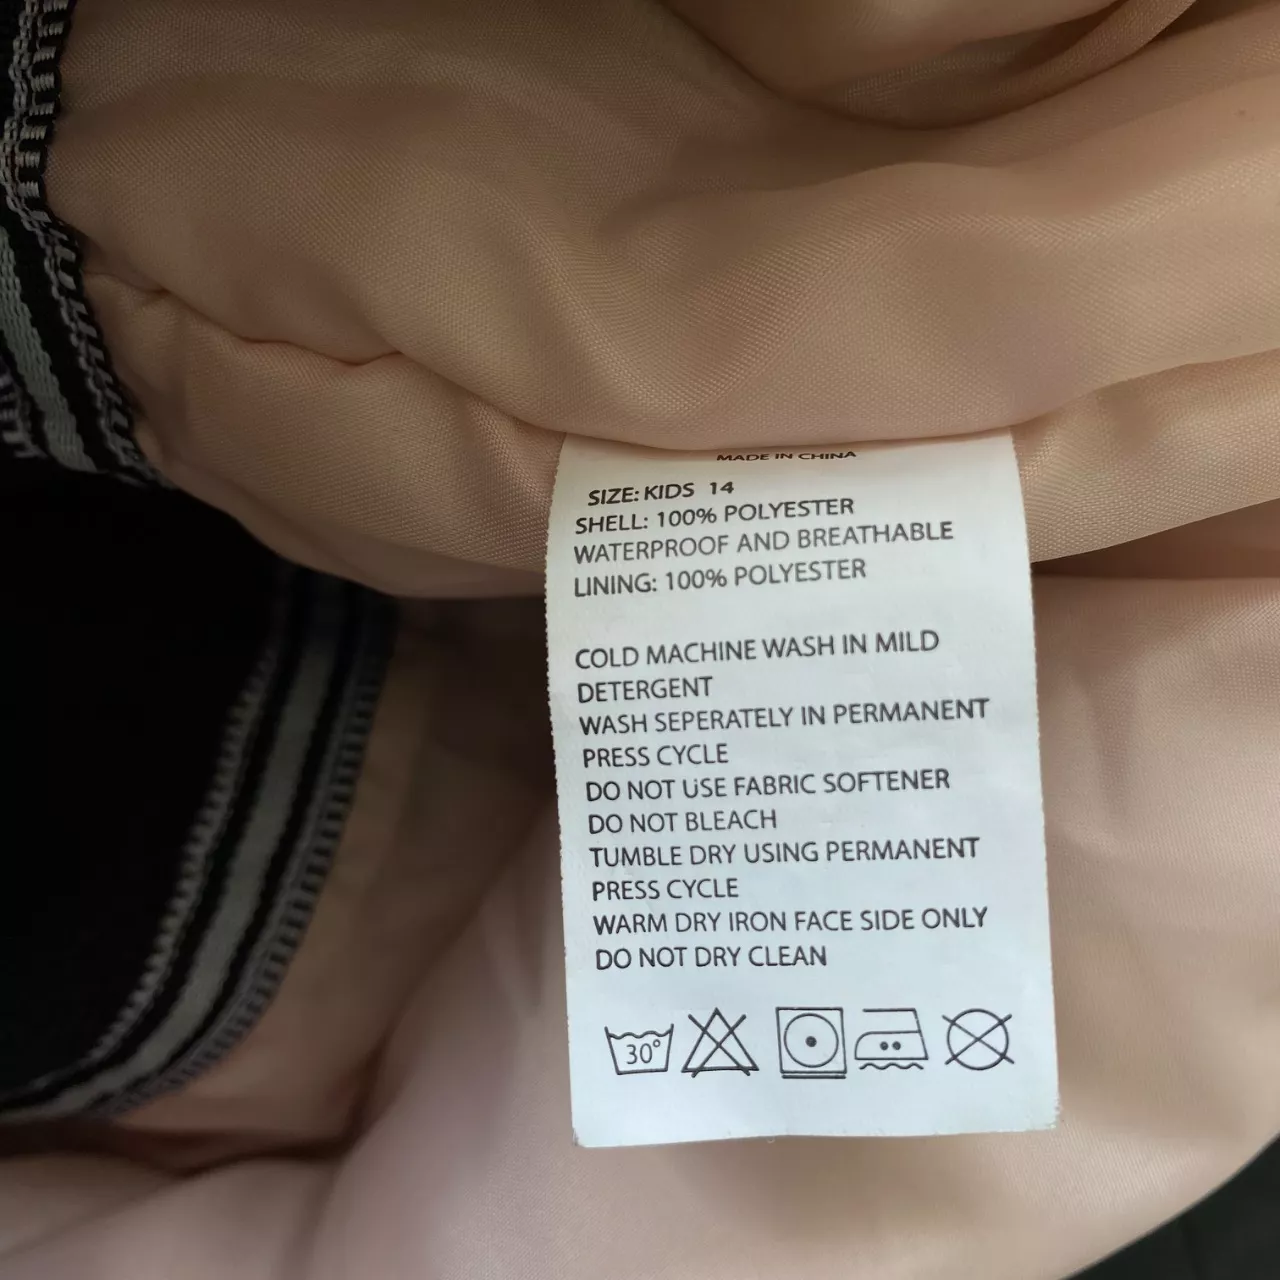 MADE IN CHINA
SIZE: KIDS 14
SHELL: 100% POLYESTER
WATERPROOF AND BREATHABLE
LINING: 100% POLYESTER
COLD MACHINE WASH IN MILD
DETERGENT
WASH SEPERATELY IN PERMANENT
PRESS CYCLE
DO NOT USE FABRIC SOFTENER
DO NOT BLEACH
TUMBLE DRY USING PERMANENT
PRESS CYCLE
WARM DRY IRON FACE SIDE ONLY
DO NOT DRY CLEAN
30°